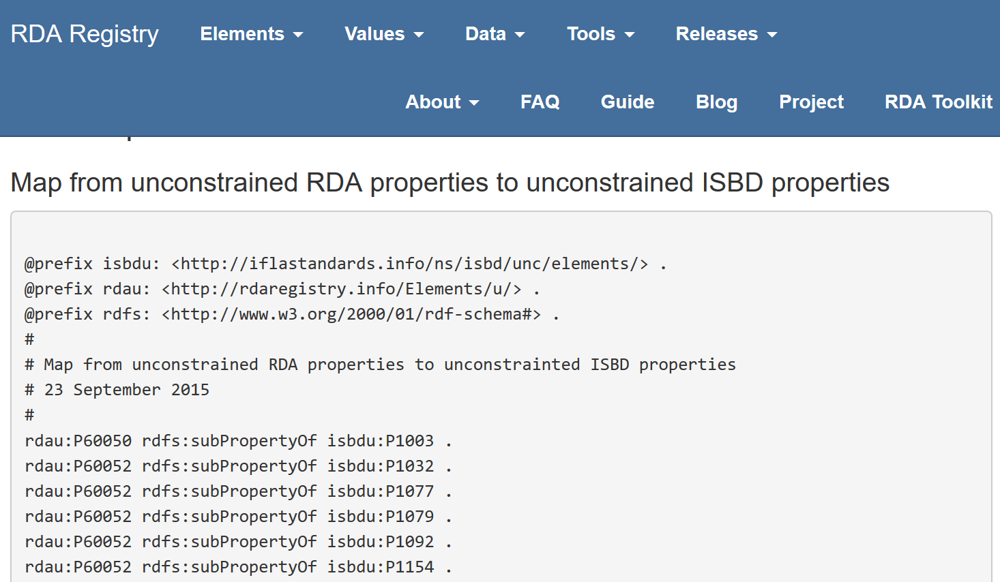 RDA Registry Elements Values Data Tools Releases
About FAQ Guide Blog Project RDA Toolkit
Map from unconstrained RDA properties to unconstrained ISBD properties
@prefix isbdu: <http://iflastandards.info/ns/isbd/unc/elements/> .
@prefix rdau: <http://rdaregistry.info/Elements/u/> .
@prefix rdfs: <http://www.w3.org/2000/01/rdf-schema#> .
#
# Map from unconstrained RDA properties to unconstrainted ISBD properties
# 23 September 2015
#
rdau:P60050 rdfs:subPropertyOf isbdu:P1003 .
rdau:P60052 rdfs:subPropertyOf isbdu:P1032 .
rdau:P60052 rdfs:subPropertyOf isbdu:P1077 .
rdau:P60052 rdfs:subPropertyOf isbdu:P1079 .
rdau:P60052 rdfs:subPropertyOf isbdu:P1092 .
rdau:P60052 rdfs:subPropertyOf isbdu:P1154 .